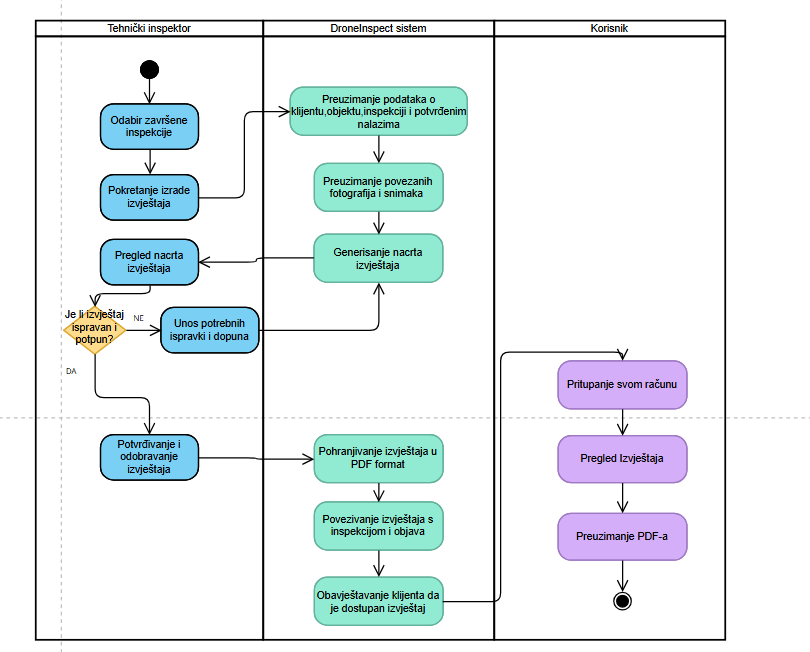 Tehnički inspektor
DroneInspect sistem
Korisnik
Odabir završene
inspekcije
Pokretanje izrade
izvještaja
Preuzimanje podataka o
klijentu,objektu,inspekciji i potvrđenim
nalazima
Preuzimanje povezanih
fotografija i snimaka
Generisanje nacrta
izvještaja
Pregled nacrta
izvještaja
Je li izvještaj
ispravan i
potpun?
NE
Unos potrebnih
ispravki i dopuna
DA
Potvrđivanje i
odobravanje
izvještaja
Pohranjivanje izvještaja u
PDF format
Povezivanje izvještaja s
inspekcijom i objava
Obavještavanje klijenta da
je dostupan izvještaj
Pritupanje svom računu
Pregled Izvještaja
Preuzimanje PDF-a